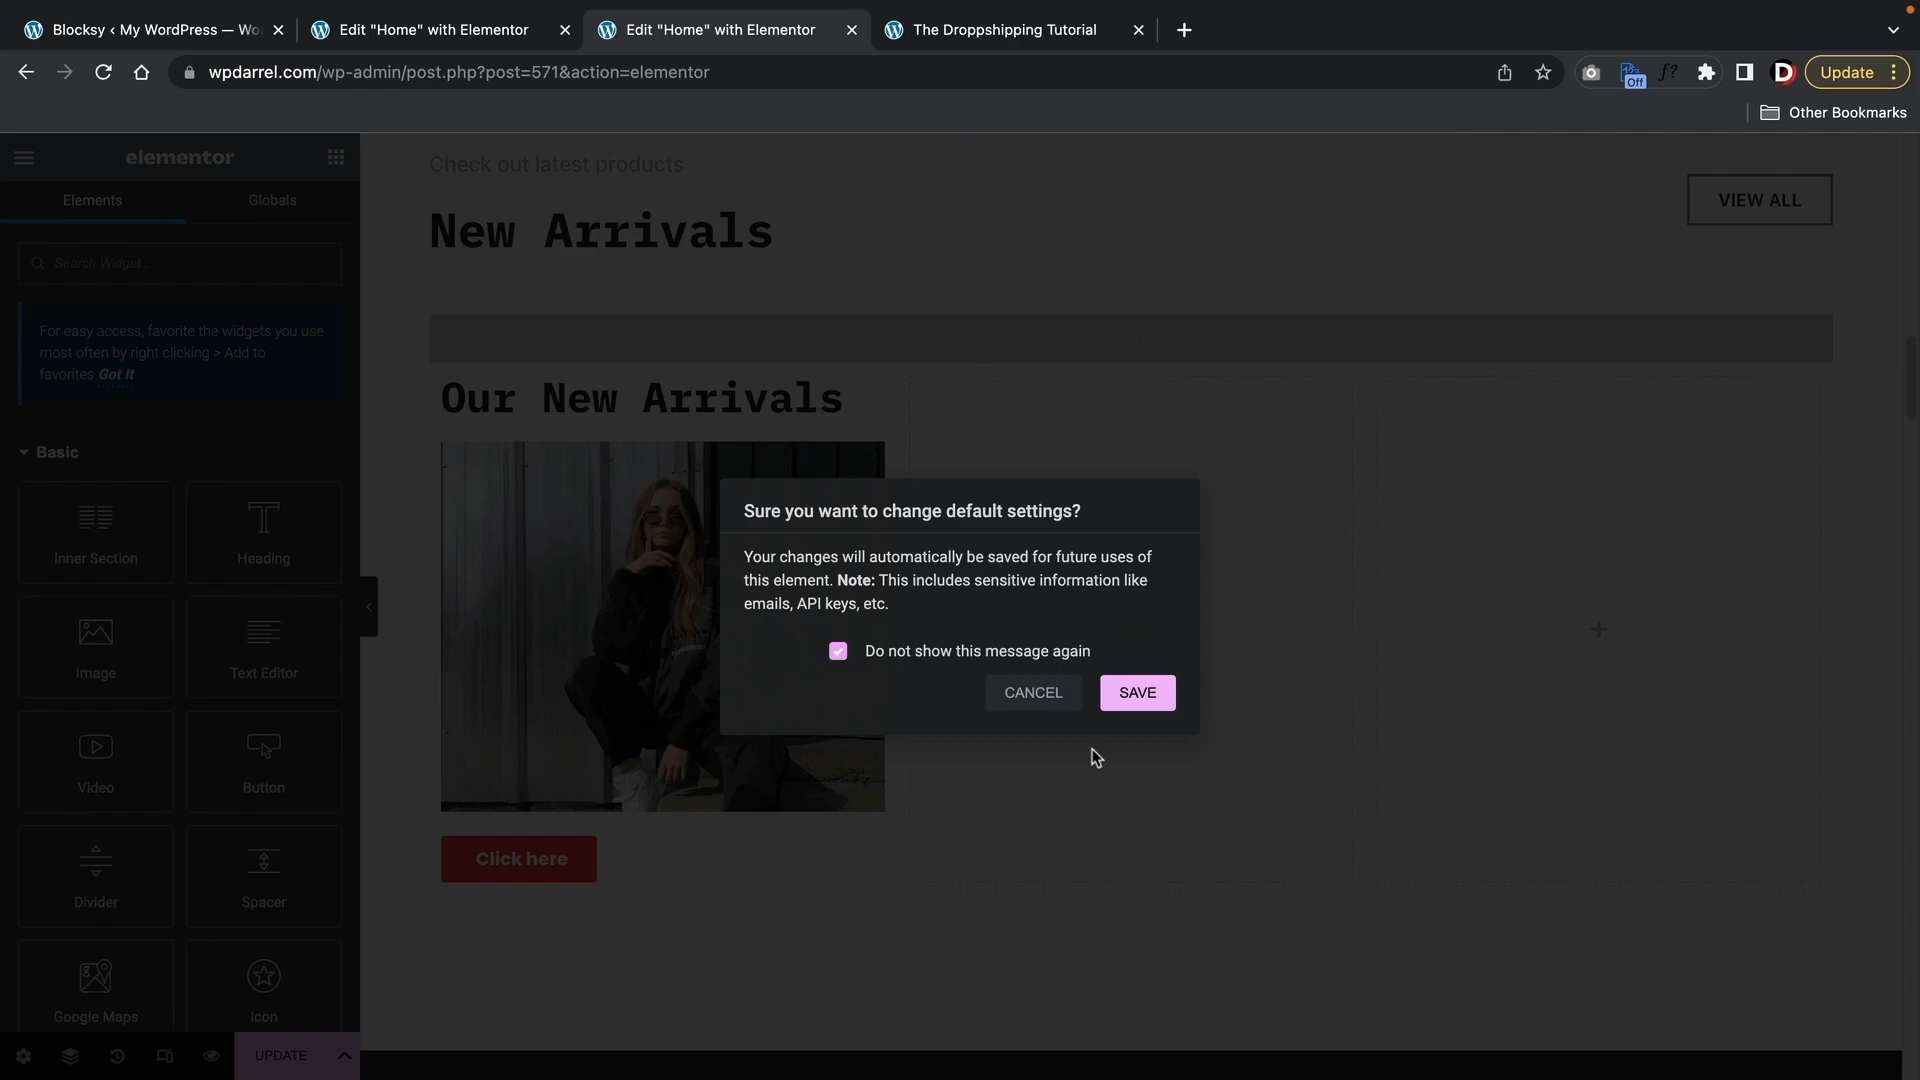 Blocksy ‹ My WordPress — Wo
Edit "Home" with Elementor
Edit "Home" with Elementor
The Droppshipping Tutorial
wpdarrel.com/wp-admin/post.php?post=571&action=elementor
Off
f?
D
Update
Other Bookmarks
elementor
Elements
Globals
Search Widget...
For easy access, favorite the widgets you use
most often by right clicking > Add to
favorites. Got It
Basic
Inner Section
Heading
Image
Text Editor
Video
Button
Divider
Spacer
Google Maps
Icon
UPDATE
Check out latest products
New Arrivals
VIEW ALL
Our New Arrivals
Click here
Sure you want to change default settings?
Your changes will automatically be saved for future uses of
this element. Note: This includes sensitive information like
emails, API keys, etc.
Do not show this message again
CANCEL
SAVE